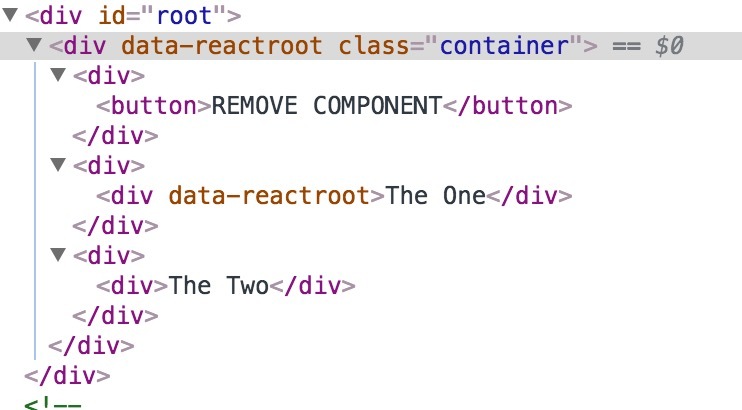 <div id="root">
<div data-reactroot class="container"> == $0
<div>
<button>REMOVE COMPONENT</button>
</div>
<div>
<div data-reactroot>The One</div>
</div>
<div>
<div>The Two</div>
</div>
</div>
</div>
<!--